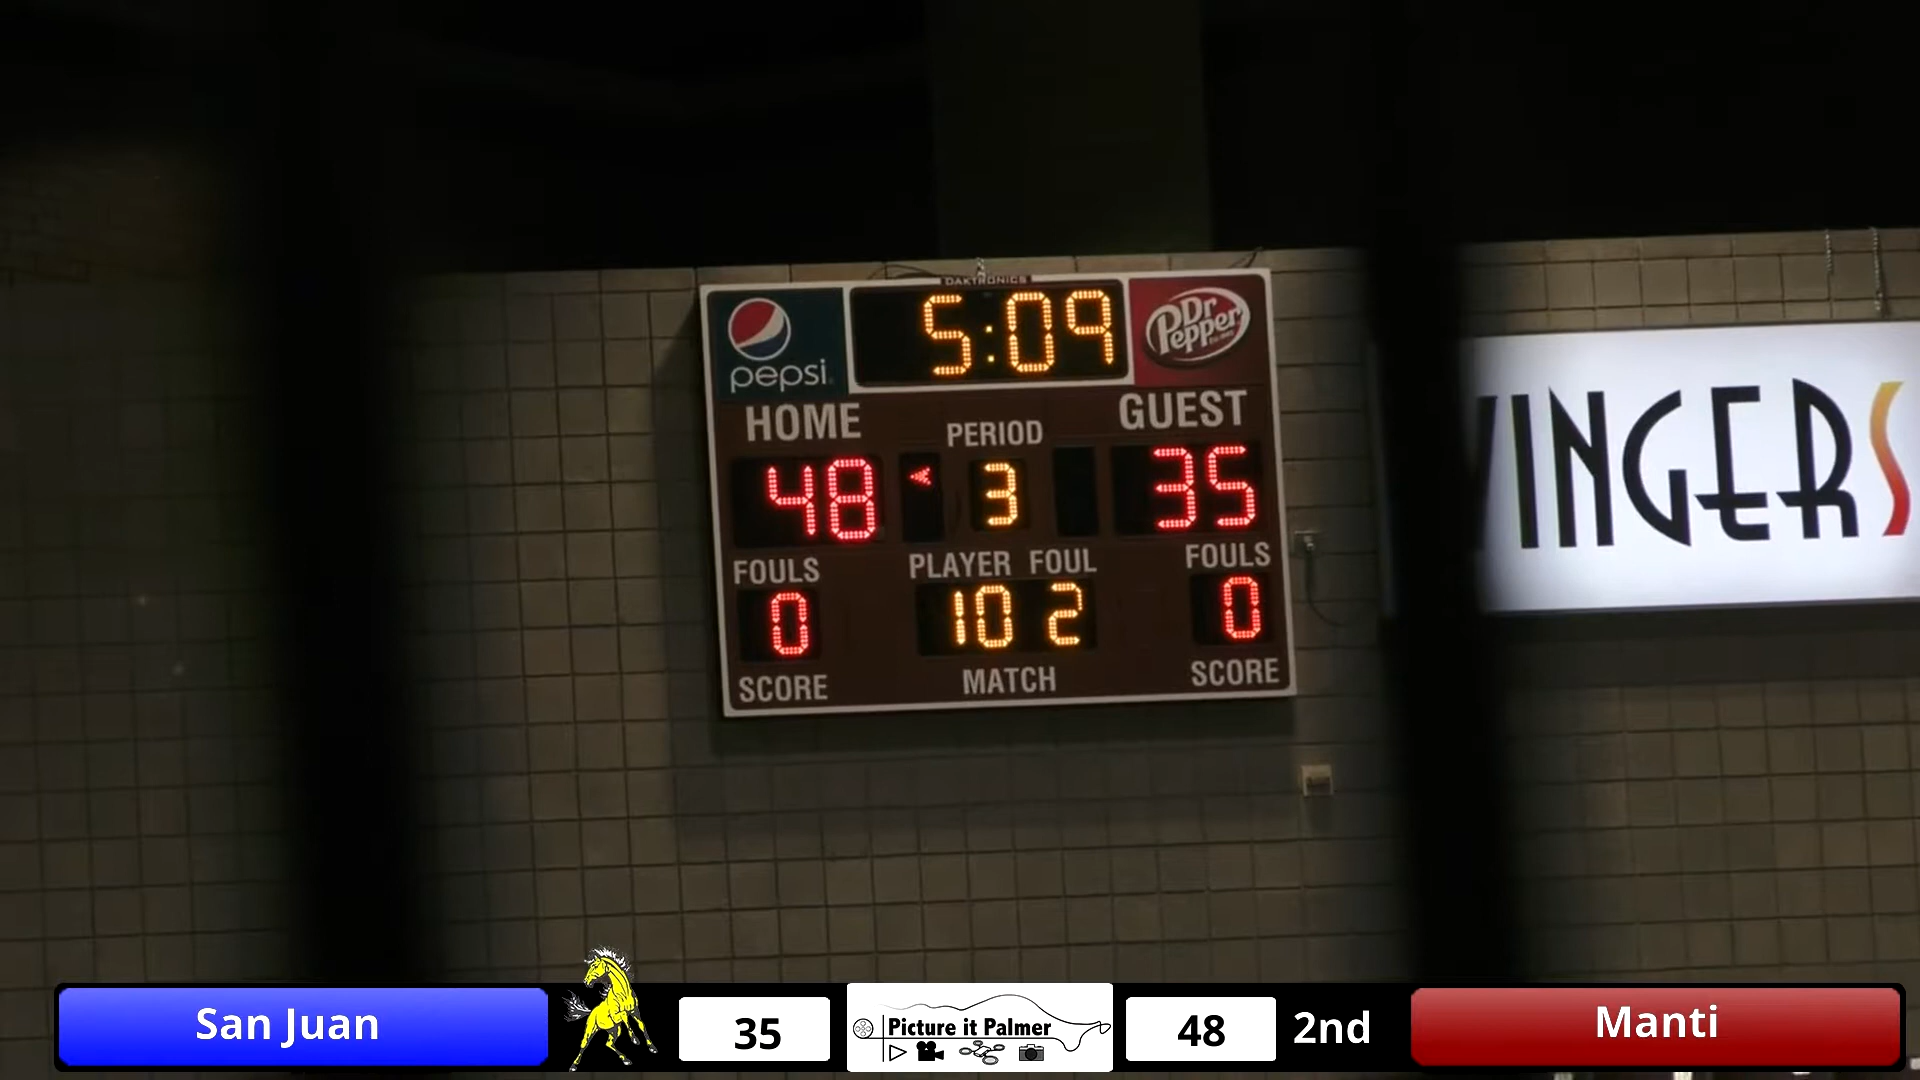 DAKTRONICS
pepsi
5:09
Dr Pepper
HOME
PERIOD
GUEST
48
3
35
FOULS
PLAYER FOUL
FOULS
0
10 2
0
SCORE
MATCH
SCORE
INGERS
San Juan
35
Picture it Palmer
48
2nd
Manti